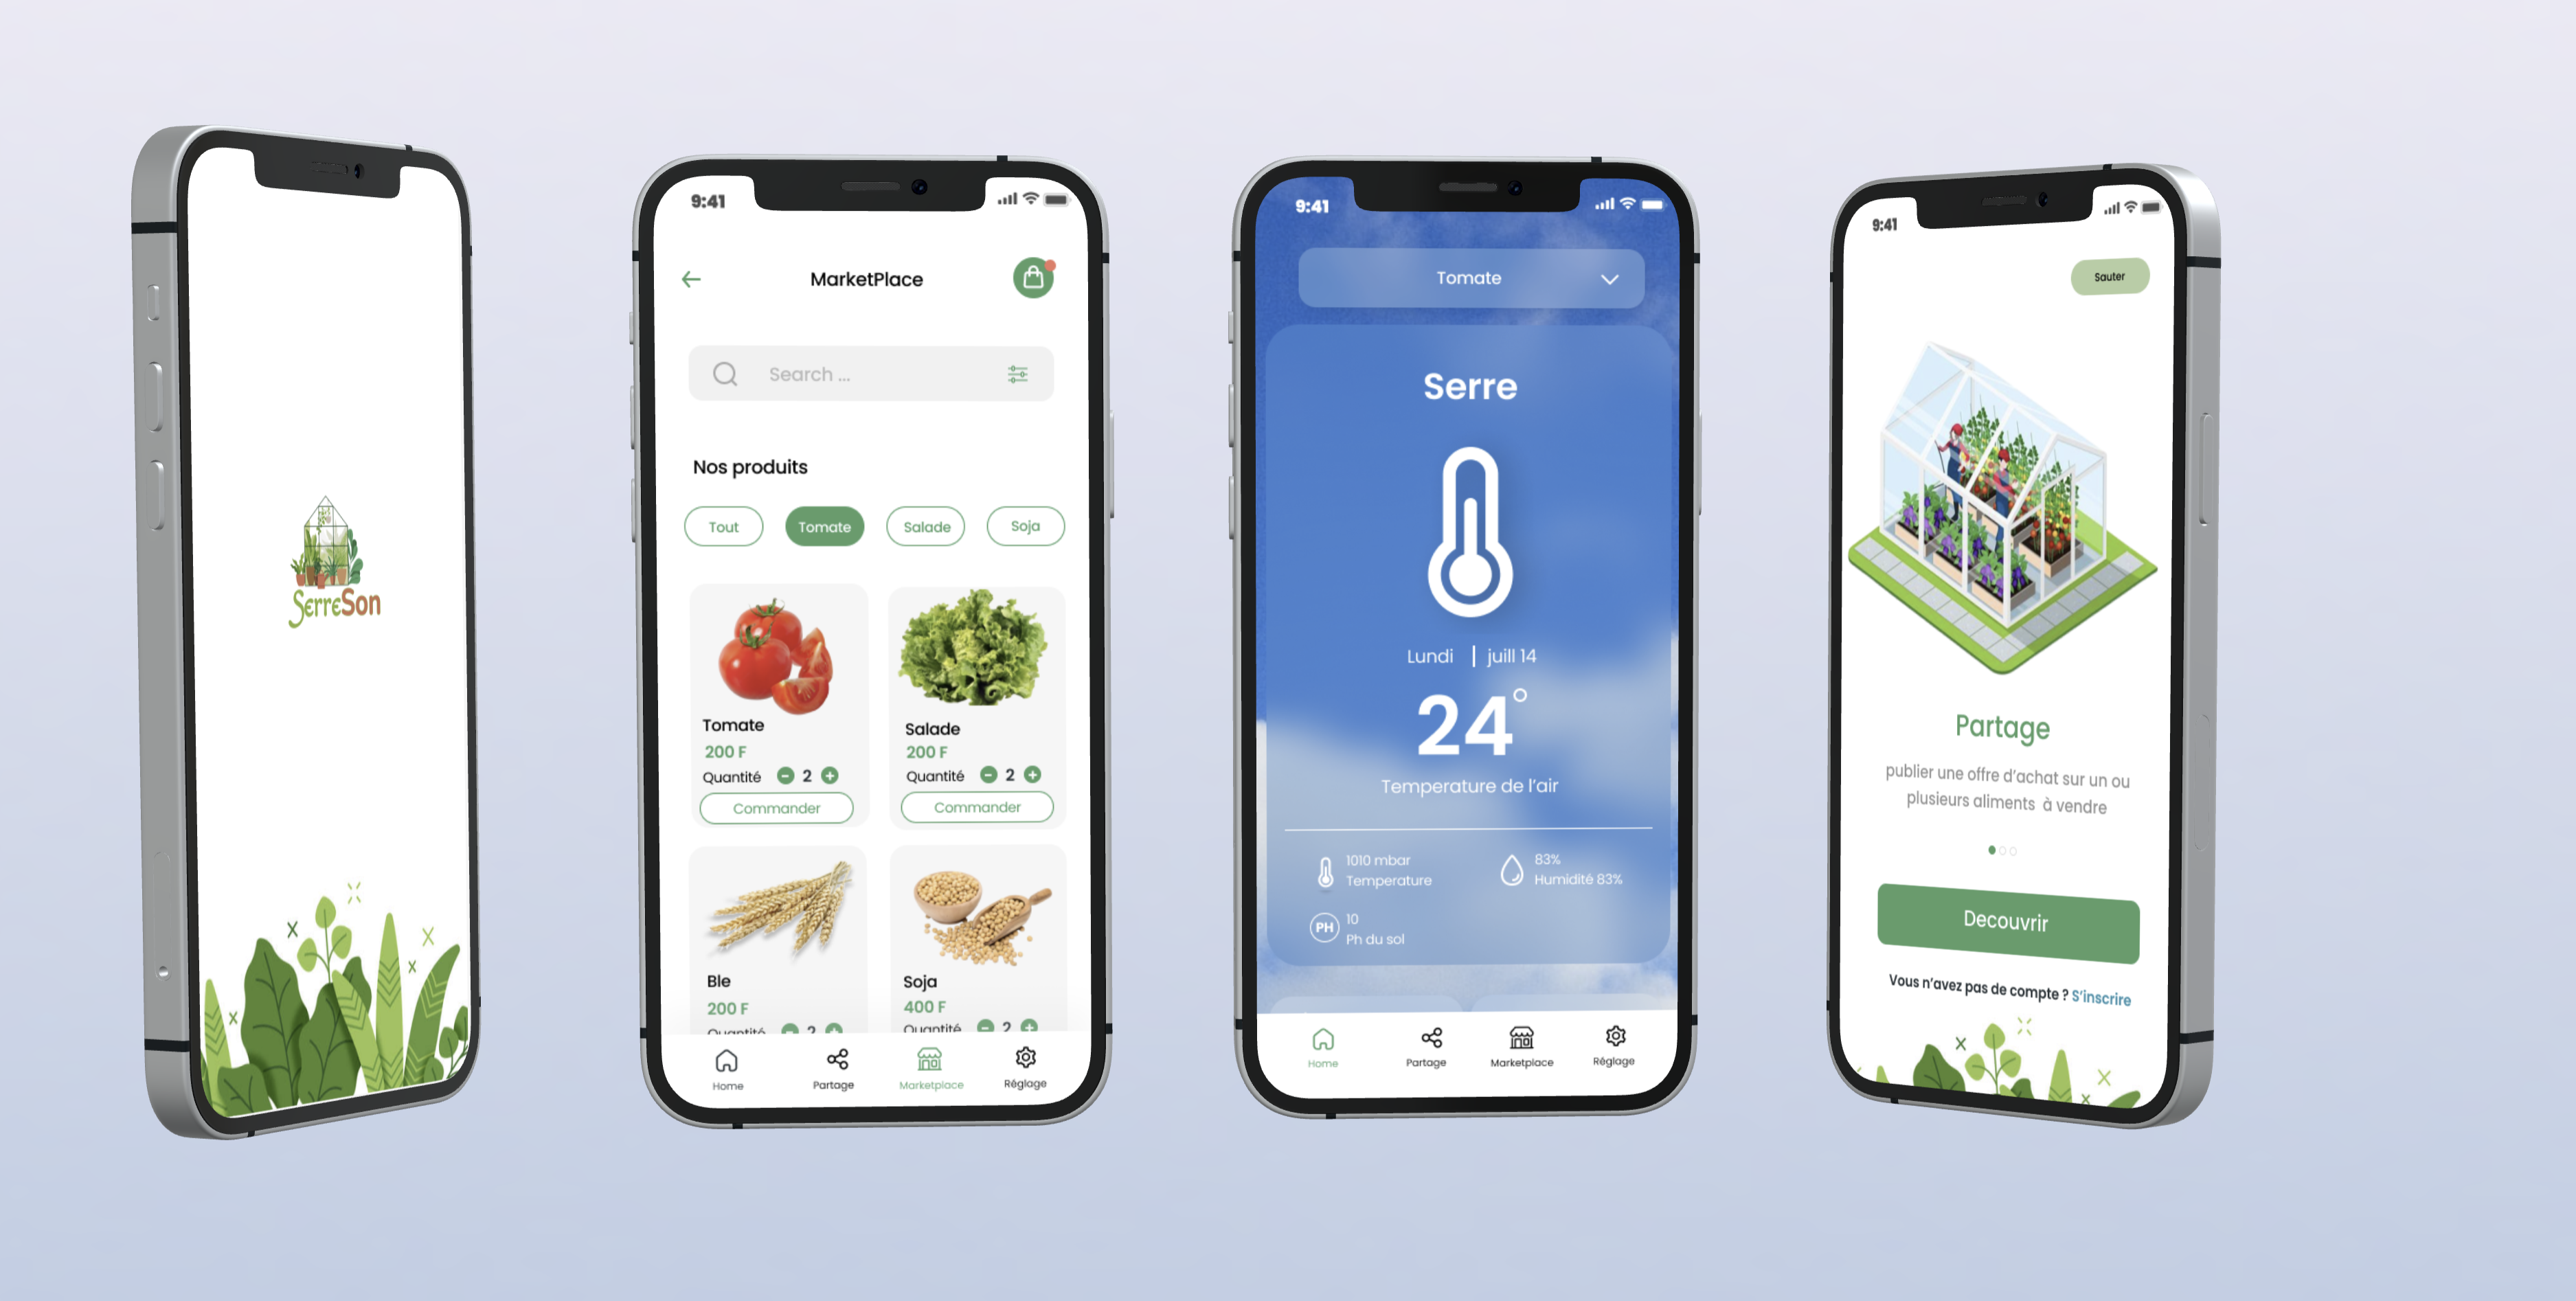 SerreSon
9:41
MarketPlace
Search ...
Nos produits
Tout
Tomate
Salade
Soja
Tomate
200 F
Quantité - 2 +
Commander
Salade
200 F
Quantité - 2 +
Commander
Ble
200 F
Quantité - 2 +
Soja
400 F
Quantité - 2 +
Home
Partage
Marketplace
Réglage
9:41
Tomate
Serre
Lundi | juill 14
24°
Temperature de l'air
1010 mbar
Temperature
83%
Humidité 83%
PH
10
Ph du sol
Home
Partage
Marketplace
Réglage
9:41
Sauter
Partage
publier une offre d'achat sur un ou
plusieurs aliments à vendre
Decouvrir
Vous n'avez pas de compte ? S'inscrire